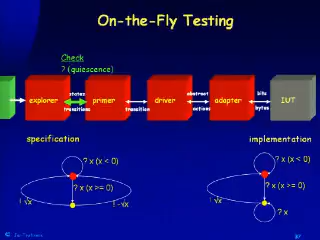 On-the-Fly Testing
Check
? (quiescence)
states
abstract
bits
explorer
primer
driver
adapter
IUT
transitions
transition
actions
bytes
specification
implementation
? x (x < 0)
? x (x < 0)
? x (x >= 0)
? x (x >= 0)
! √x
! -√x
! √x
? x
©